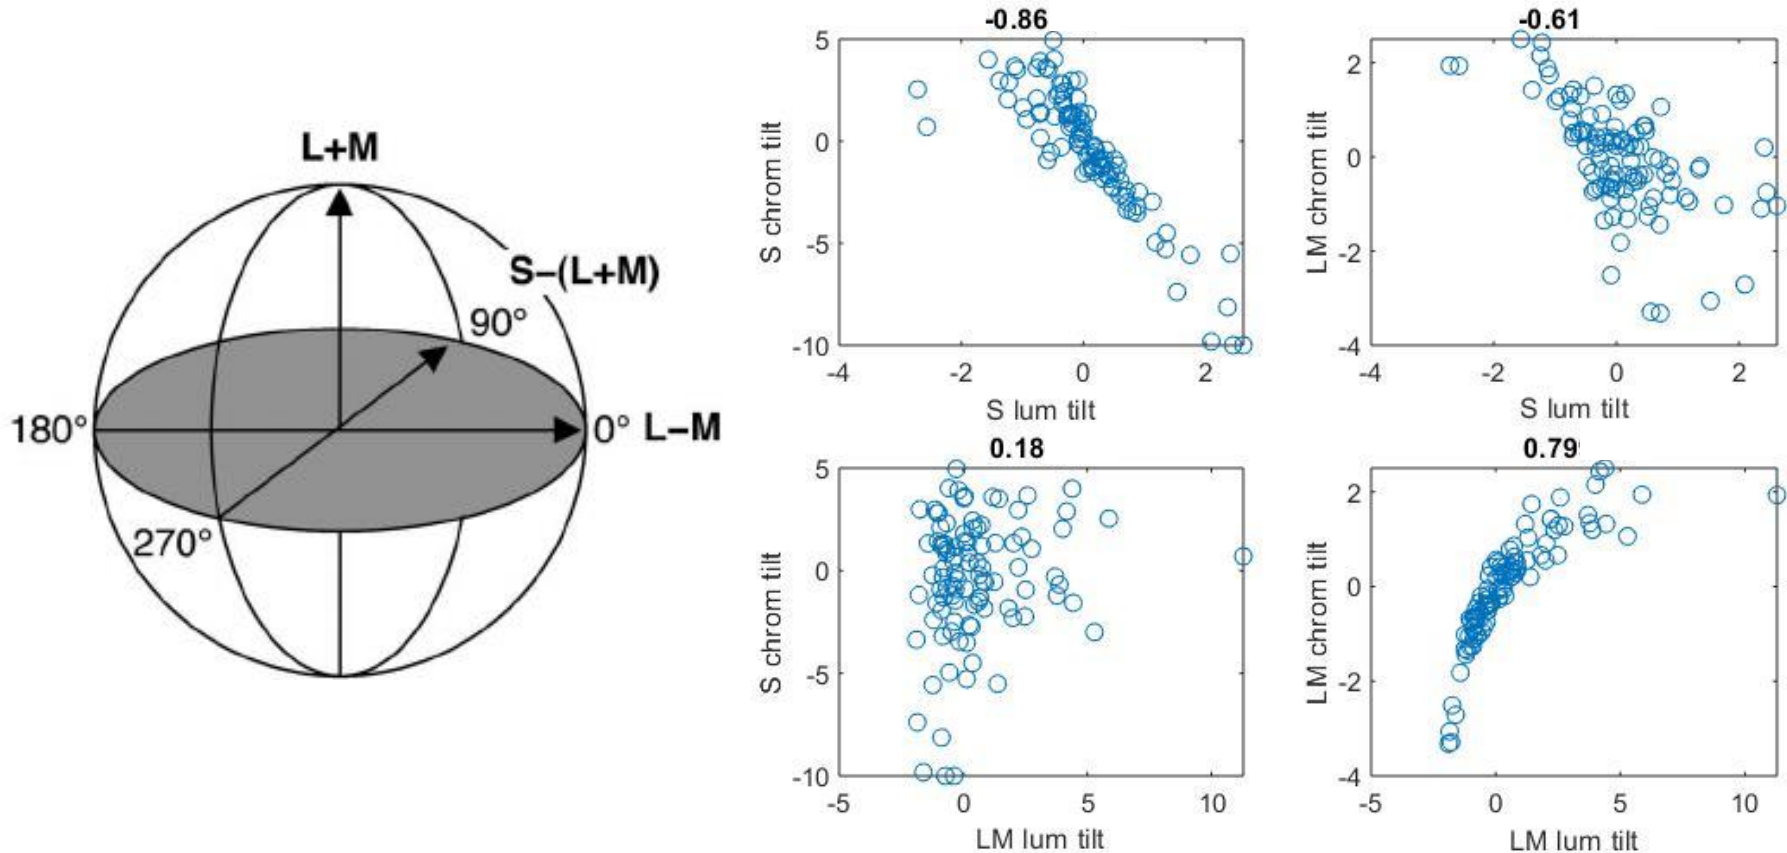 L+M
S−(L+M)
90°
180°
0° L−M
270°
-0.86
5
0
-5
-10
S chrom tilt
-4 -2 0 2
S lum tilt
-0.61
2
0
-2
-4
LM chrom tilt
-4 -2 0 2
S lum tilt
0.18
5
0
-5
-10
S chrom tilt
-5 0 5 10
LM lum tilt
0.79
2
0
-2
-4
LM chrom tilt
-5 0 5 10
LM lum tilt